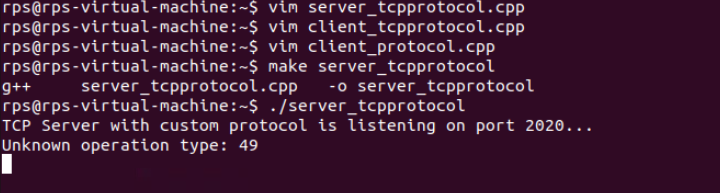 rps@rps-virtual-machine:~$ vim server_tcpprotocol.cpp
rps@rps-virtual-machine:~$ vim client_tcpprotocol.cpp
rps@rps-virtual-machine:~$ vim client_protocol.cpp
rps@rps-virtual-machine:~$ make server_tcpprotocol
g++     server_tcpprotocol.cpp   -o server_tcpprotocol
rps@rps-virtual-machine:~$ ./server_tcpprotocol
TCP Server with custom protocol is listening on port 2020...
Unknown operation type: 49